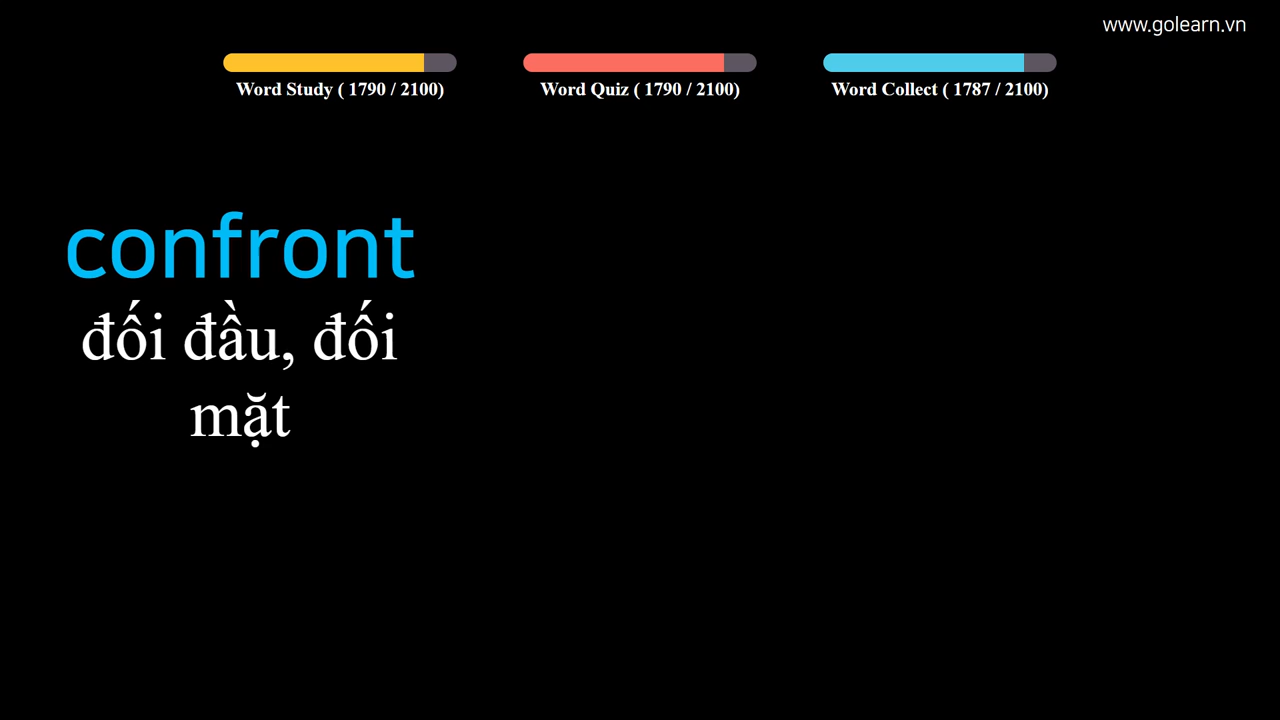 www.golearn.vn
Word Study ( 1790 / 2100)
Word Quiz ( 1790 / 2100)
Word Collect ( 1787 / 2100)
confront
đối đầu, đối
mặt